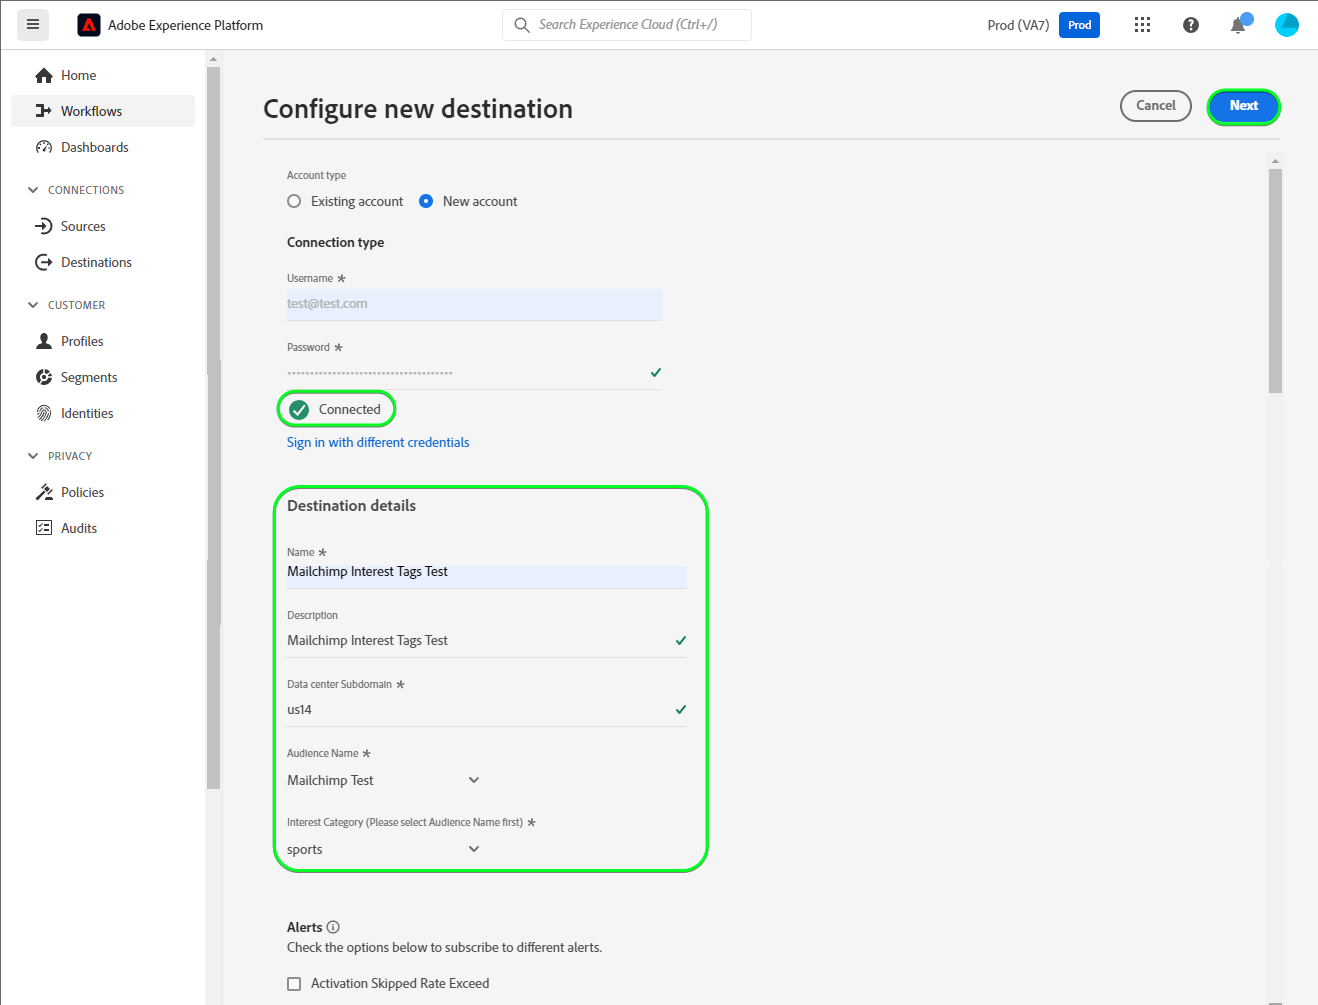 Adobe Experience Platform
Search Experience Cloud (Ctrl+/)
Prod (VA7)
Prod
Home
Workflows
Dashboards
CONNECTIONS
Sources
Destinations
CUSTOMER
Profiles
Segments
Identities
PRIVACY
Policies
Audits
Configure new destination
Cancel
Next
Account type
Existing account
New account
Connection type
Username *
test@test.com
Password *
Connected
Sign in with different credentials
Destination details
Name *
Mailchimp Interest Tags Test
Description
Mailchimp Interest Tags Test
Data center Subdomain *
us14
Audience Name *
Mailchimp Test
Interest Category (Please select Audience Name first) *
sports
Alerts
Check the options below to subscribe to different alerts.
Activation Skipped Rate Exceed